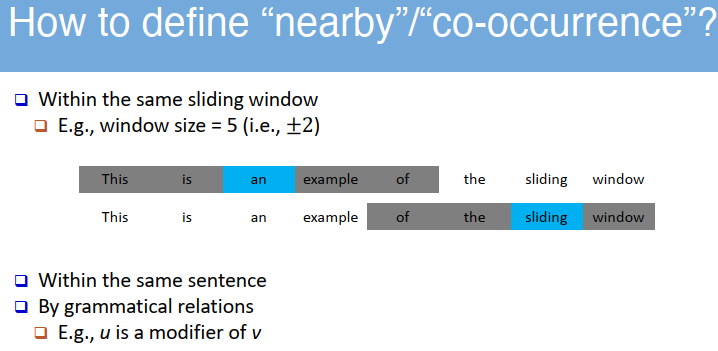 How to define “nearby”/“co-occurrence”?
Within the same sliding window
E.g., window size = 5 (i.e., ±2)
This is an example of the sliding window
This is an example of the sliding window
Within the same sentence
By grammatical relations
E.g., u is a modifier of v